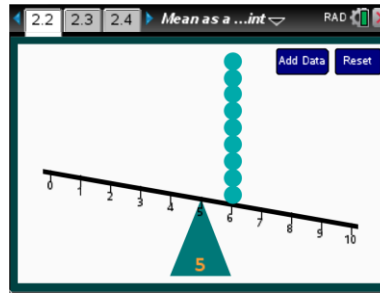 2.2 2.3 2.4 Mean as a ...int RAD
Add Data Reset
0 1 2 3 4 5 6 7 8 9 10
5